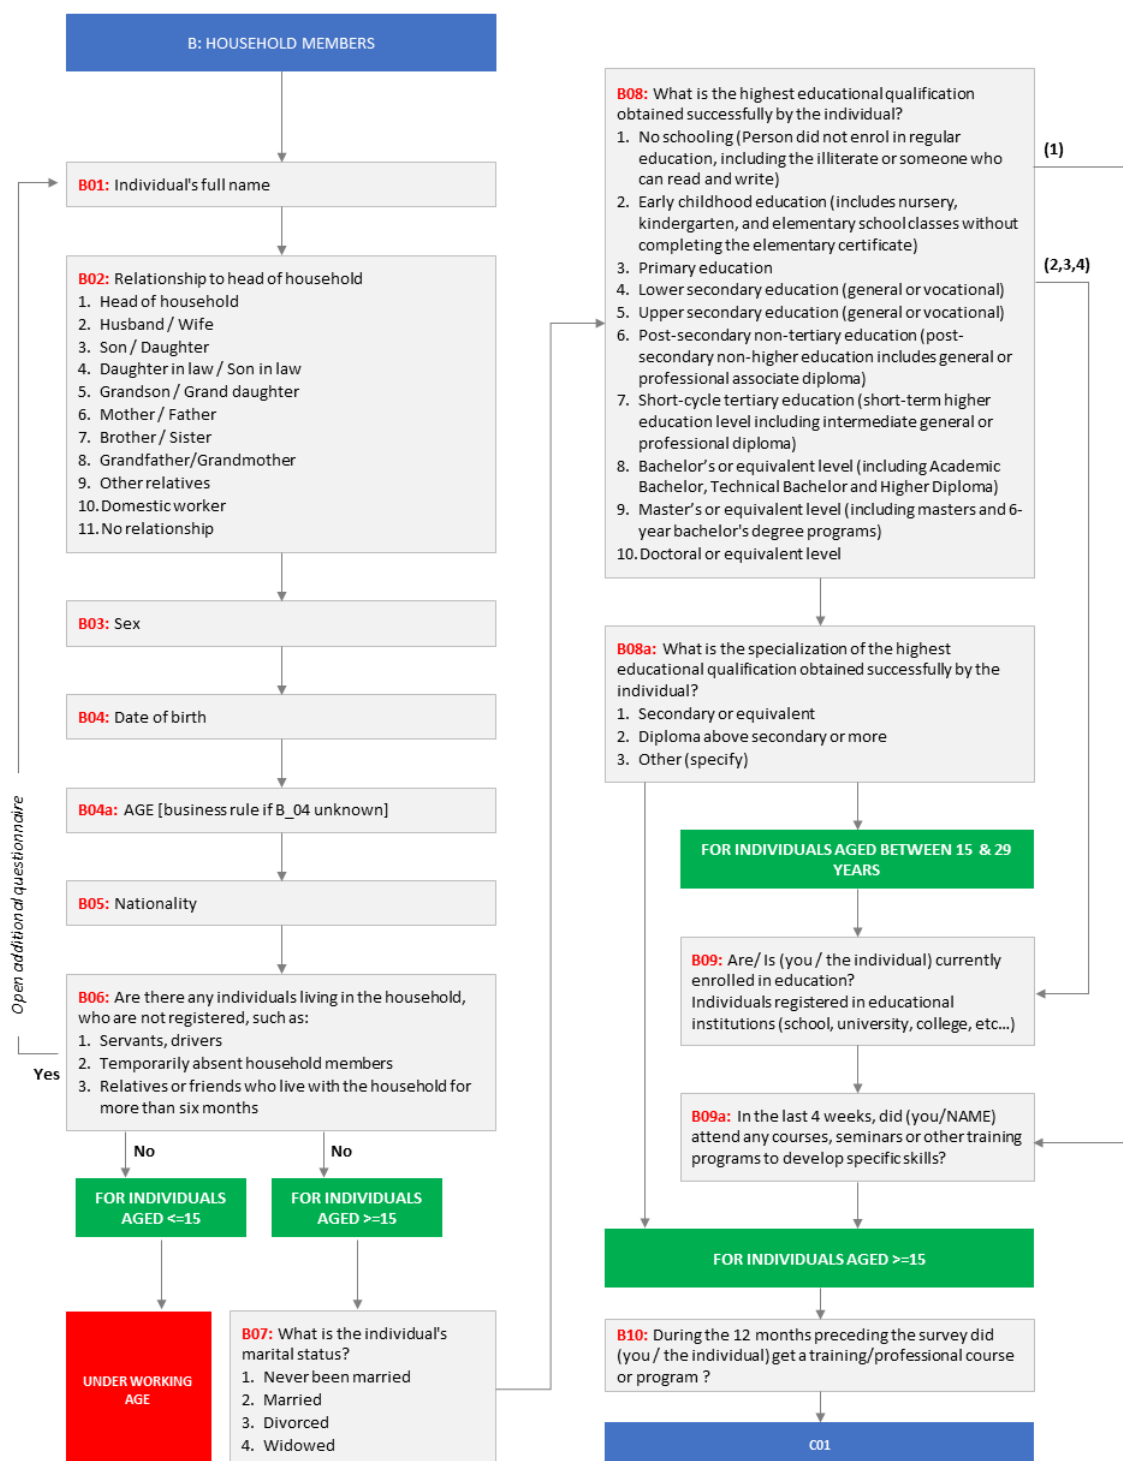 B: HOUSEHOLD MEMBERS
B01: Individual's full name
B02: Relationship to head of household
1. Head of household
2. Husband / Wife
3. Son / Daughter
4. Daughter in law / Son in law
5. Grandson / Grand daughter
6. Mother / Father
7. Brother / Sister
8. Grandfather/Grandmother
9. Other relatives
10. Domestic worker
11. No relationship
B03: Sex
B04: Date of birth
B04a: AGE [business rule if B_04 unknown]
B05: Nationality
B06: Are there any individuals living in the household,
who are not registered, such as:
1. Servants, drivers
2. Temporarily absent household members
3. Relatives or friends who live with the household for
more than six months
Open additional questionnaire
Yes
No
No
FOR INDIVIDUALS
AGED <=15
FOR INDIVIDUALS
AGED >=15
UNDER WORKING
AGE
B07: What is the individual's
marital status?
1. Never been married
2. Married
3. Divorced
4. Widowed
B08: What is the highest educational qualification
obtained successfully by the individual?
1. No schooling (Person did not enrol in regular
education, including the illiterate or someone who
can read and write)
2. Early childhood education (includes nursery,
kindergarten, and elementary school classes without
completing the elementary certificate)
3. Primary education
4. Lower secondary education (general or vocational)
5. Upper secondary education (general or vocational)
6. Post-secondary non-tertiary education (post-
secondary non-higher education includes general or
professional associate diploma)
7. Short-cycle tertiary education (short-term higher
education level including intermediate general or
professional diploma)
8. Bachelor's or equivalent level (including Academic
Bachelor, Technical Bachelor and Higher Diploma)
9. Master's or equivalent level (including masters and 6-
year bachelor's degree programs)
10. Doctoral or equivalent level
(1)
(2,3,4)
B08a: What is the specialization of the highest
educational qualification obtained successfully by the
individual?
1. Secondary or equivalent
2. Diploma above secondary or more
3. Other (specify)
FOR INDIVIDUALS AGED BETWEEN 15 & 29
YEARS
B09: Are/ Is (you / the individual) currently
enrolled in education?
Individuals registered in educational
institutions (school, university, college, etc...)
B09a: In the last 4 weeks, did (you/NAME)
attend any courses, seminars or other training
programs to develop specific skills?
FOR INDIVIDUALS AGED >=15
B10: During the 12 months preceding the survey did
(you / the individual) get a training/professional course
or program ?
C01